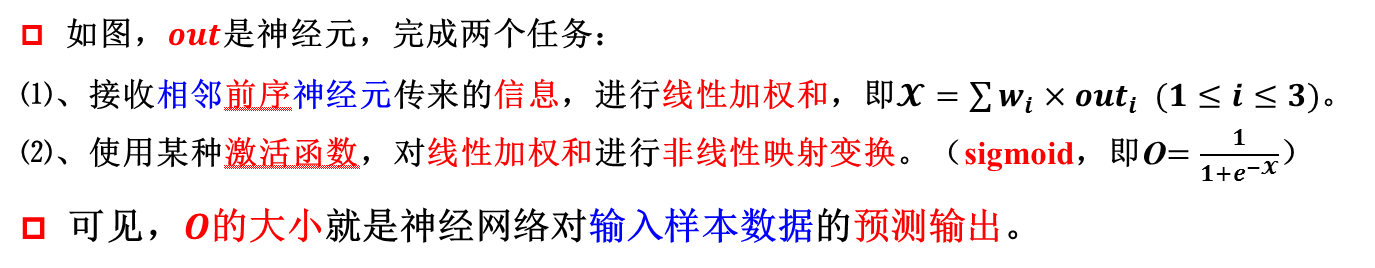 如图，out是神经元，完成两个任务：
⑴、接收相邻前序神经元传来的信息，进行线性加权和，即𝒳 = ∑ wᵢ × outᵢ (1 ≤ i ≤ 3)。
⑵、使用某种激活函数，对线性加权和进行非线性映射变换。（sigmoid，即O= 1/(1+e^−𝒳)）
可见，O的大小就是神经网络对输入样本数据的预测输出。